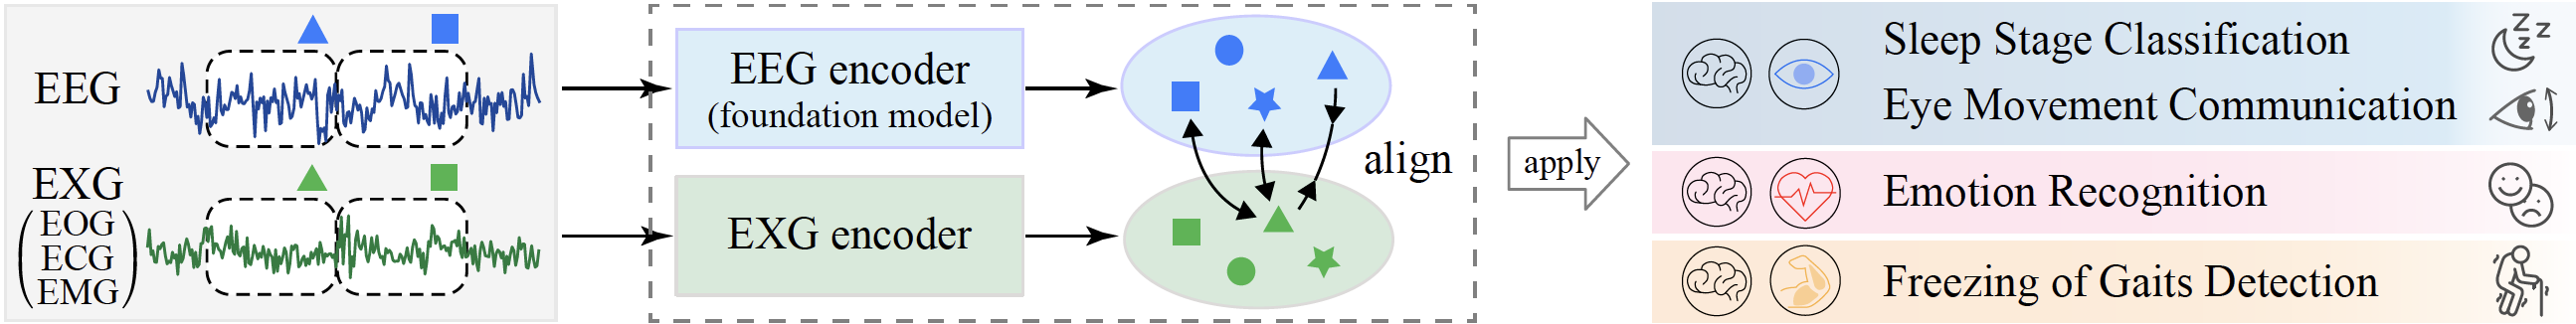 EEG
EXG
EOG
ECG
EMG
EEG encoder
(foundation model)
EXG encoder
align
apply
Sleep Stage Classification
Eye Movement Communication
Emotion Recognition
Freezing of Gaits Detection
z z z z